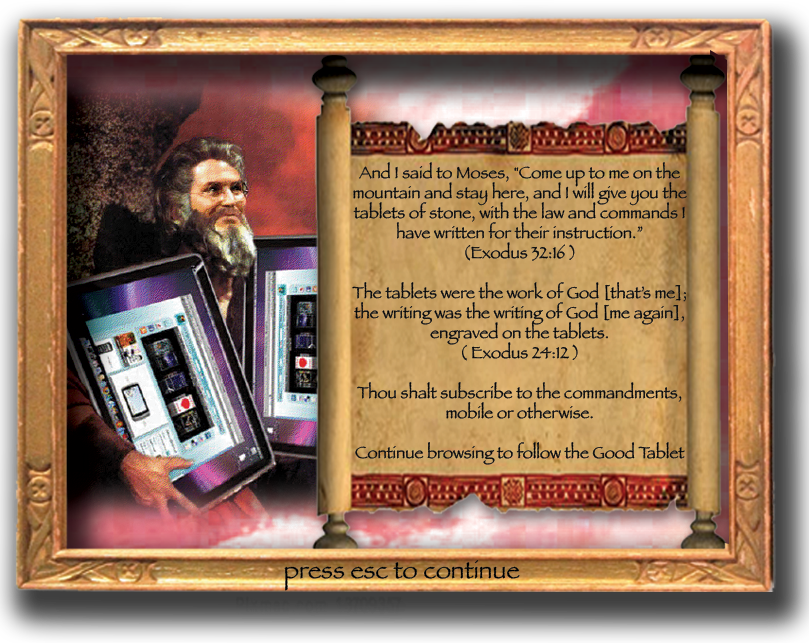 And I said to Moses, "Come up to me on the
mountain and stay here, and I will give you the
tablets of stone, with the law and commands I
have written for their instruction.”
(Exodus 32:16 )
The tablets were the work of God [that's me];
the writing was the writing of God [me again],
engraved on the tablets.
( Exodus 24:12 )
Thou shalt subscribe to the commandments,
mobile or otherwise.
Continue browsing to follow the Good Tablet
press esc to continue